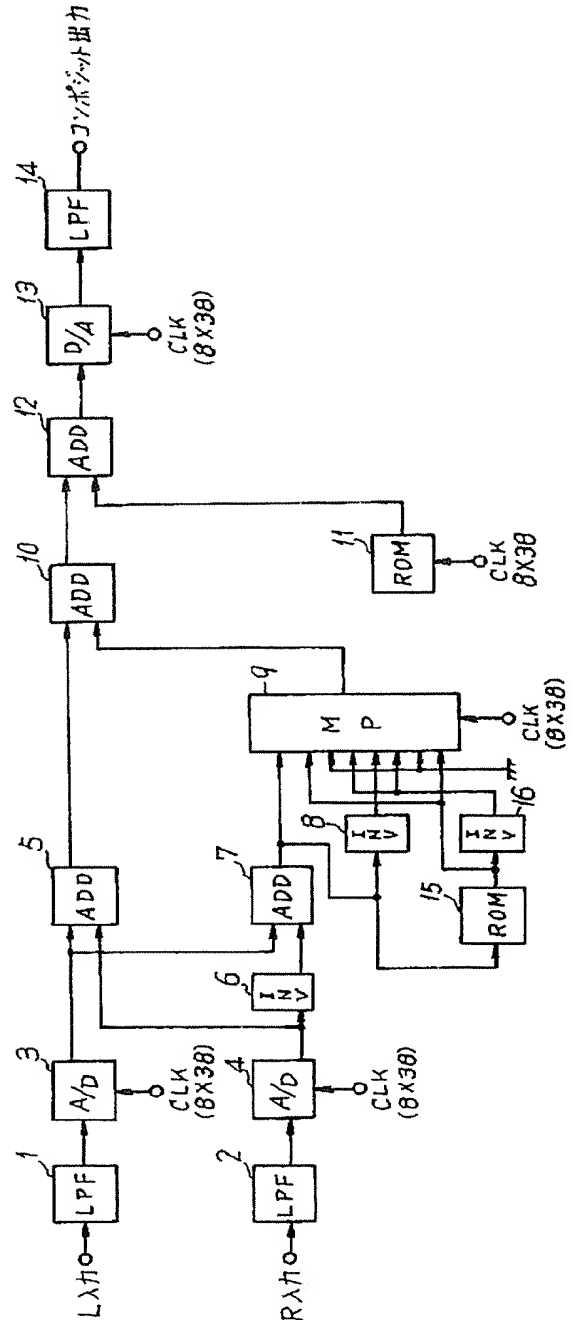 L入力
1
LPF
3
A/D
CLK
(8X38)
5
ADD
10
ADD
12
ADD
13
D/A
CLK
(8X38)
14
LPF
コンポジット出力
R入力
2
LPF
4
A/D
CLK
(8X38)
6
INV
7
ADD
8
INV
9
MP
CLK
(8X38)
15
ROM
16
INV
11
ROM
CLK
8X38